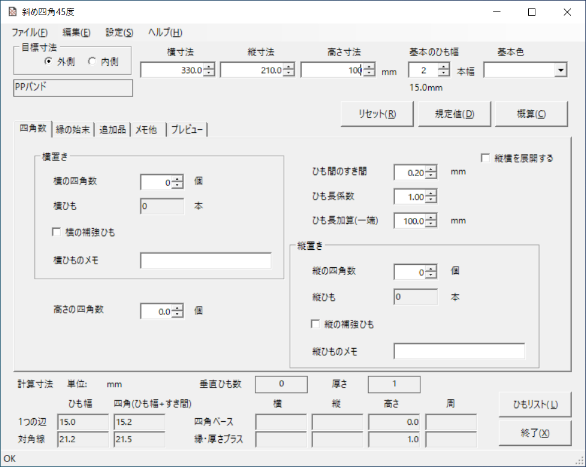 斜め四角45度
ファイル(F) 編集(E) 設定(S) ヘルプ(H)
目標寸法 横寸法 縦寸法 高さ寸法 基本のひも幅 基本色
外側 内側 330.0 210.0 100 mm 2 本幅
PPバンド 15.0mm
リセット(R) 規定値(D) 概算(C)
四角数 縁の始末 追加品 メモ他 プレビュー
横置き
横の四角数 0 個
横ひも 0 本
横の補強ひも
横ひものメモ
高さの四角数 0.0 個
縦横を展開する
ひも間のすき間 0.20 mm
ひも長係数 1.00
ひも長加算(一端) 100.0 mm
縦置き
縦の四角数 0 個
縦ひも 0 本
縦の補強ひも
縦ひものメモ
計算寸法 単位: mm 垂直ひも数 0 厚さ 1
ひも幅 四角(ひも幅+すき間) 横 縦 高さ 周
1つの辺 15.0 15.2 四角ベース 0.0
対角線 21.2 21.5 縁・厚さプラス 1.0
ひもリスト(L)
終了(X)
OK